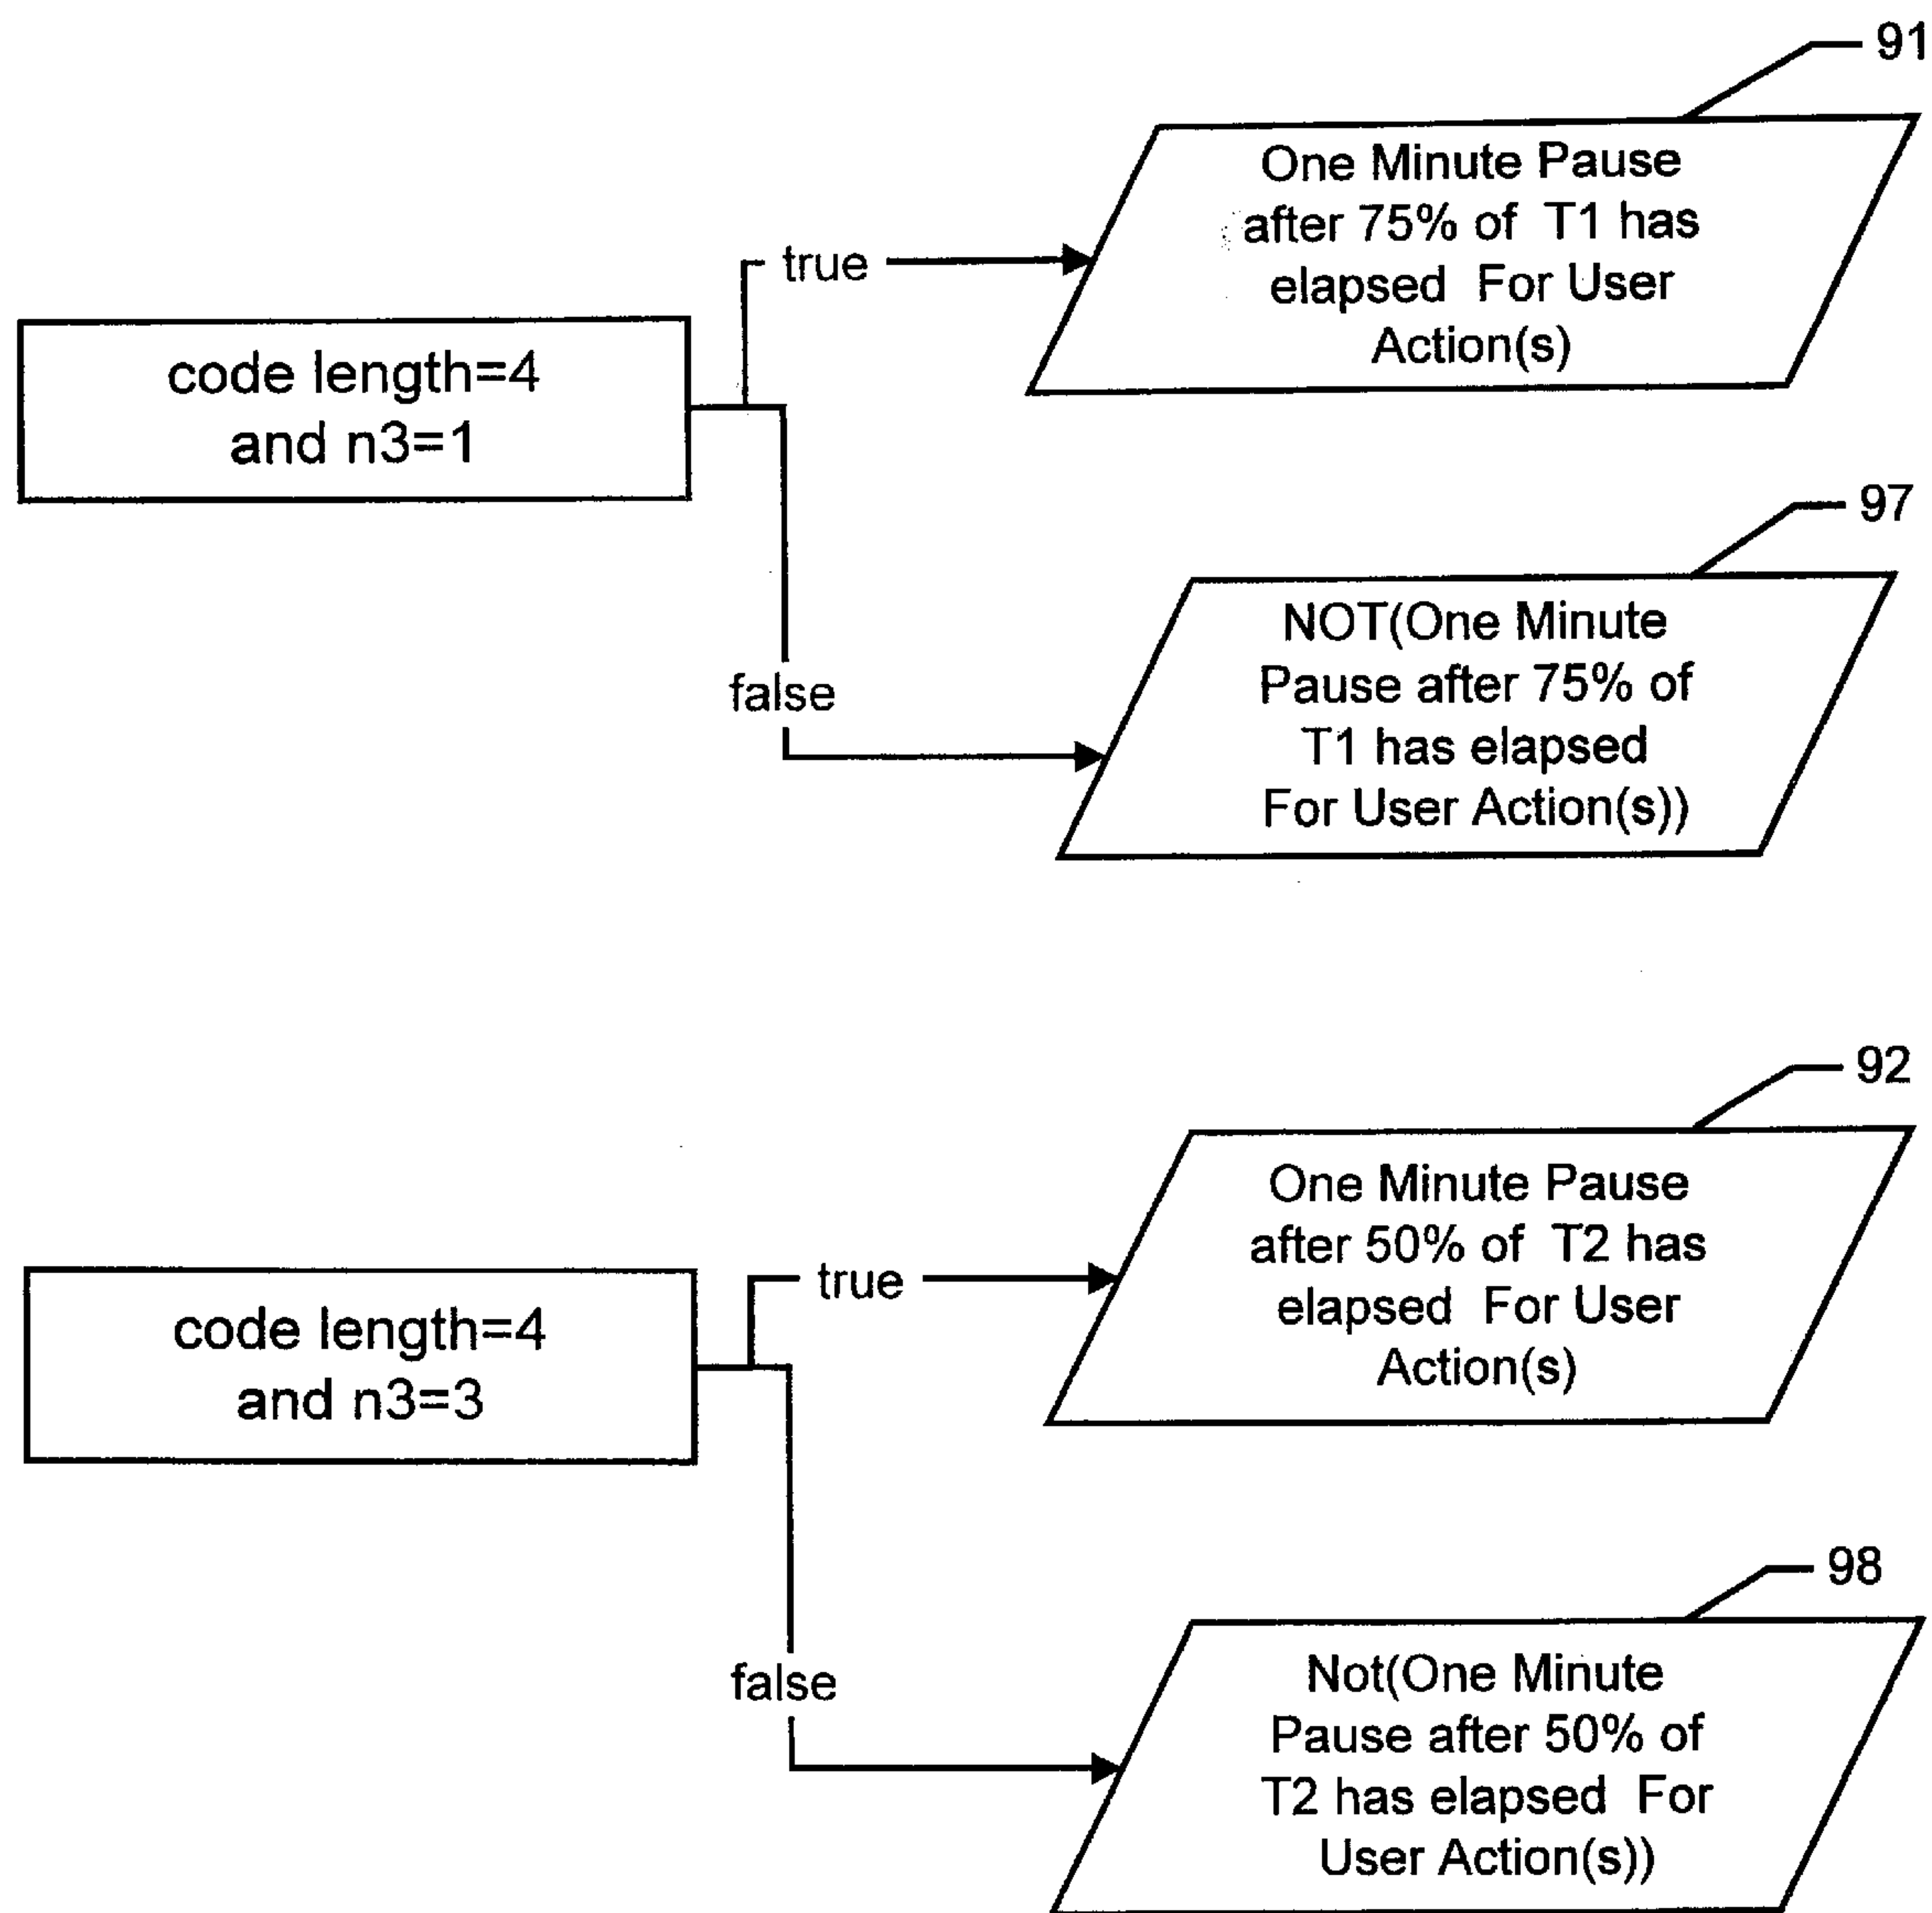 91
One Minute Pause
after 75% of T1 has
elapsed For User
Action(s)
true
code length=4
and n3=1
97
NOT(One Minute
Pause after 75% of
T1 has elapsed
For User Action(s))
false
92
One Minute Pause
after 50% of T2 has
elapsed For User
Action(s)
true
code length=4
and n3=3
98
Not(One Minute
Pause after 50% of
T2 has elapsed For
User Action(s))
false